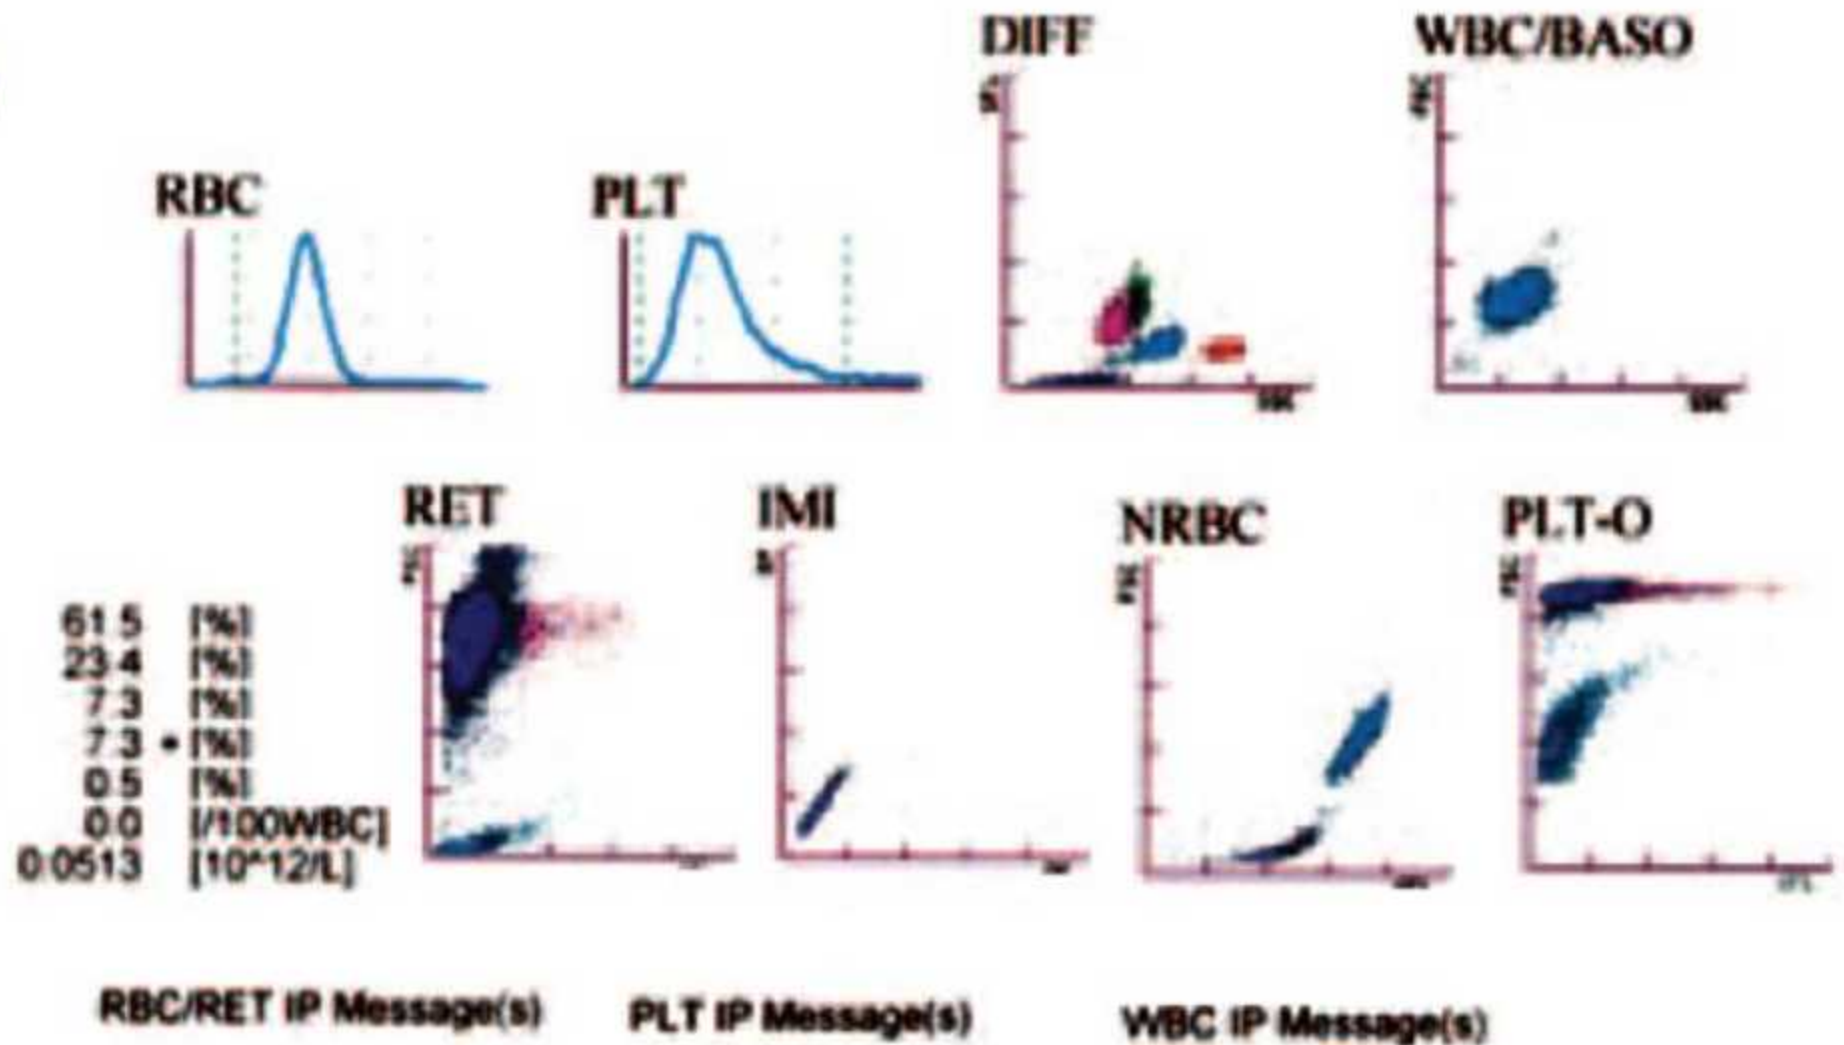 DIFF
WBC/BASO
RBC
PLT
RET
IMI
NRBC
PLT-O
61.5 [%]
23.4 [%]
7.3 [%]
7.3 * [%]
0.5 [%]
0.0 [/100WBC]
0.0513 [10^12/L]
RBC/RET IP Message(s)
PLT IP Message(s)
WBC IP Message(s)